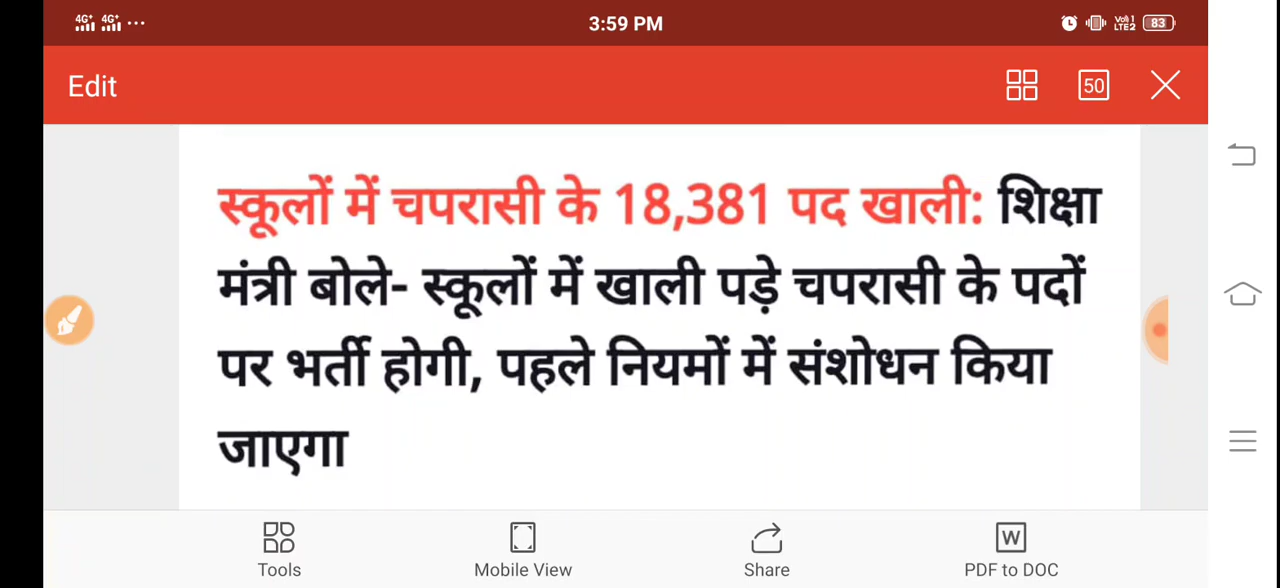 4G+ 4G+ ... 3:59 PM Vo) 1 LTE2 83
Edit 50
स्कूलों में चपरासी के 18,381 पद खाली: शिक्षा
मंत्री बोले- स्कूलों में खाली पड़े चपरासी के पदों
पर भर्ती होगी, पहले नियमों में संशोधन किया
जाएगा
W
Tools Mobile View Share PDF to DOC